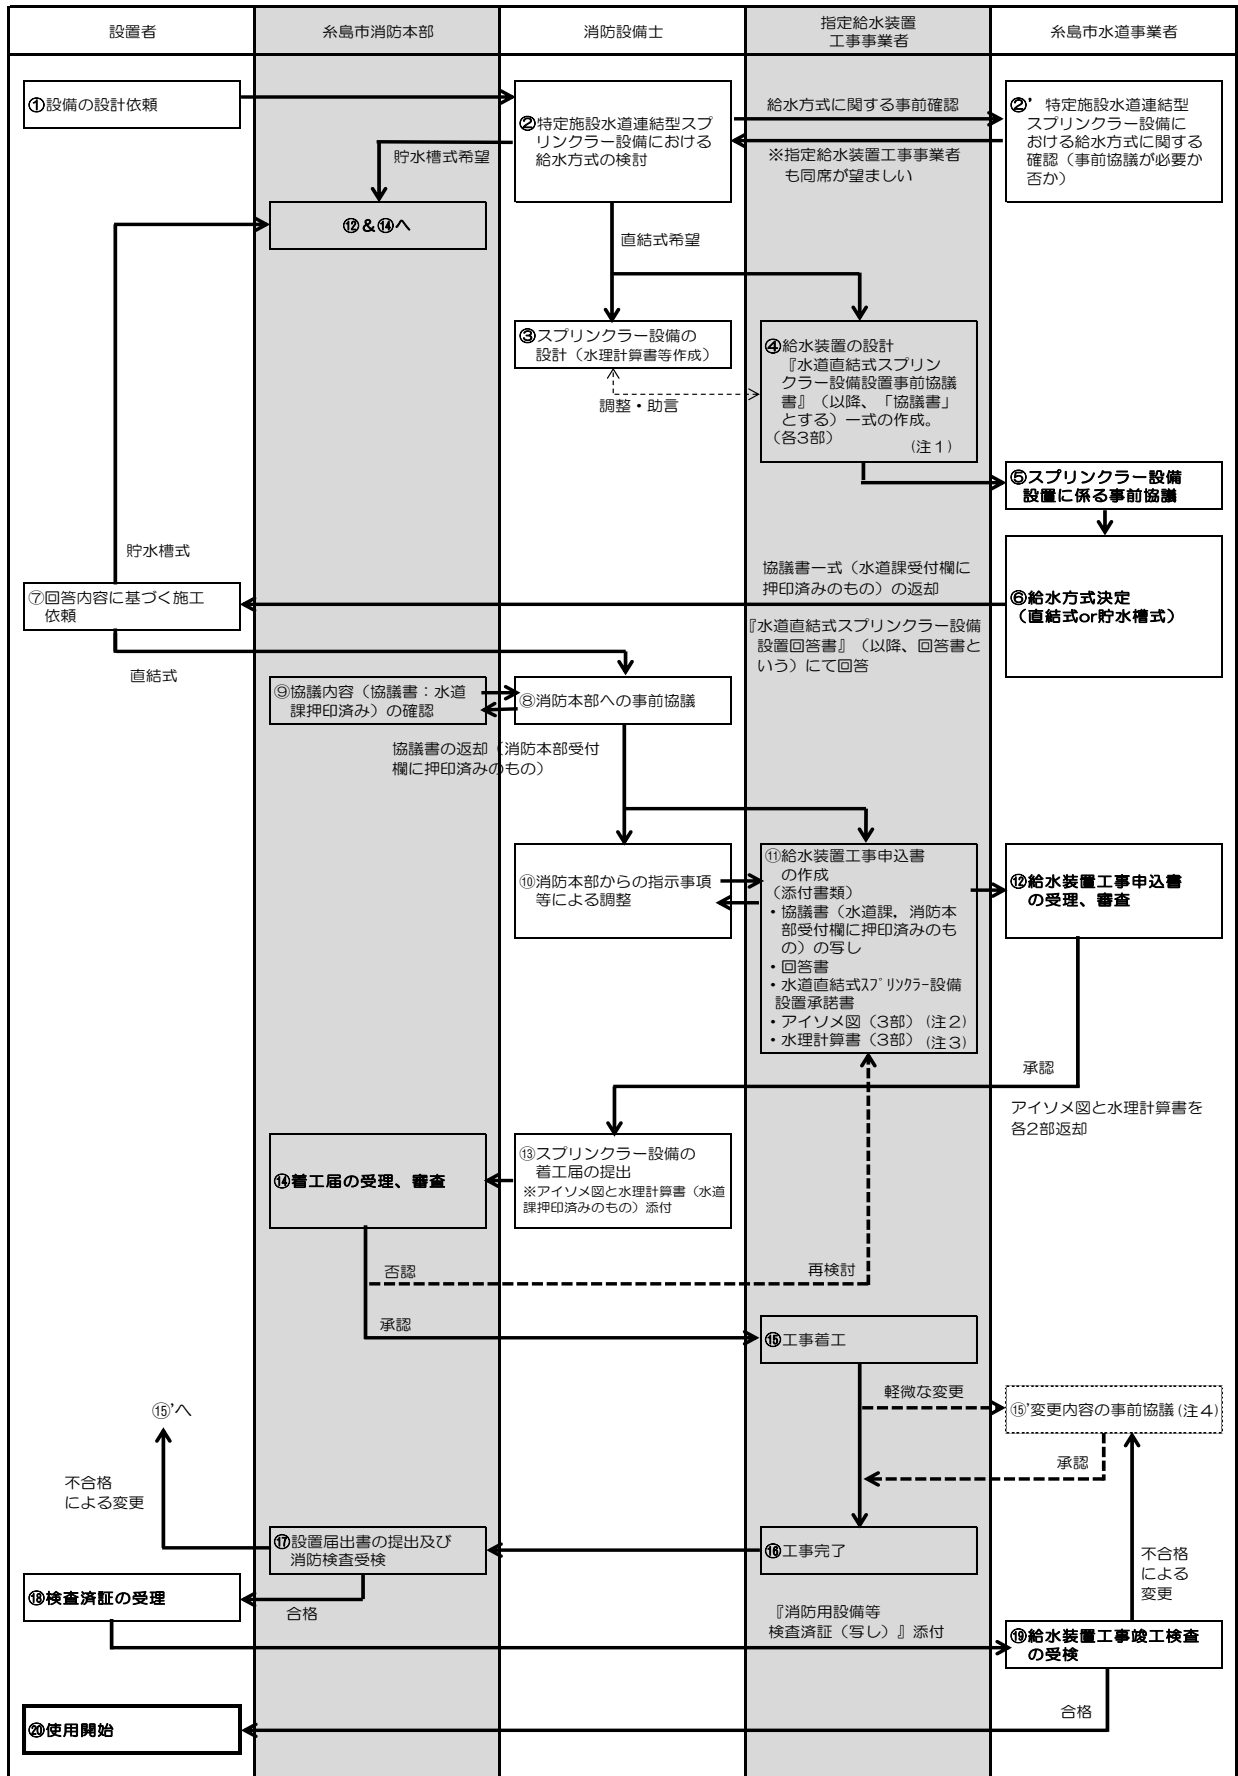 設置者
糸島市消防本部
消防設備士
指定給水装置
工事事業者
糸島市水道事業者
①設備の設計依頼
②特定施設水道連結型スプ
リンクラー設備における
給水方式の検討
給水方式に関する事前確認
※指定給水装置工事事業者
も同席が望ましい
②’特定施設水道連結型
スプリンクラー設備に
おける給水方式に関する
確認（事前協議が必要か
否か）
貯水槽式希望
⑫&⑭へ
直結式希望
③スプリンクラー設備の
設計（水理計算書等作成）
調整・助言
④給水装置の設計
『水道直結式スプリン
クラー設備設置事前協議
書』（以降、「協議書」
とする）一式の作成。
（各3部）
(注１)
⑤スプリンクラー設備
設置に係る事前協議
貯水槽式
協議書一式（水道課受付欄に
押印済みのもの）の返却
⑥給水方式決定
（直結式or貯水槽式）
⑦回答内容に基づく施工
依頼
『水道直結式スプリンクラー設備
設置回答書』（以降、回答書と
いう）にて回答
直結式
⑨協議内容（協議書：水道
課押印済み）の確認
⑧消防本部への事前協議
協議書の返却（消防本部受付
欄に押印済みのもの）
⑩消防本部からの指示事項
等による調整
⑪給水装置工事申込書
の作成
（添付書類）
・協議書（水道課，消防本
部受付欄に押印済みのも
の）の写し
・回答書
・水道直結式ｽﾌﾟﾘﾝｸﾗｰ設備
設置承諾書
・アイソメ図（3部）(注２)
・水理計算書（3部）(注３)
⑫給水装置工事申込書
の受理、審査
承認
アイソメ図と水理計算書を
各2部返却
⑬スプリンクラー設備の
着工届の提出
※アイソメ図と水理計算書（水道
課押印済みのもの）添付
⑭着工届の受理、審査
否認
再検討
承認
⑮工事着工
軽微な変更
⑮’変更内容の事前協議(注４)
⑮’へ
承認
不合格
による変更
⑰設置届出書の提出及び
消防検査受検
⑯工事完了
不合格
による
変更
⑱検査済証の受理
合格
『消防用設備等
検査済証（写し）』添付
⑲給水装置工事竣工検査
の受検
合格
⑳使用開始